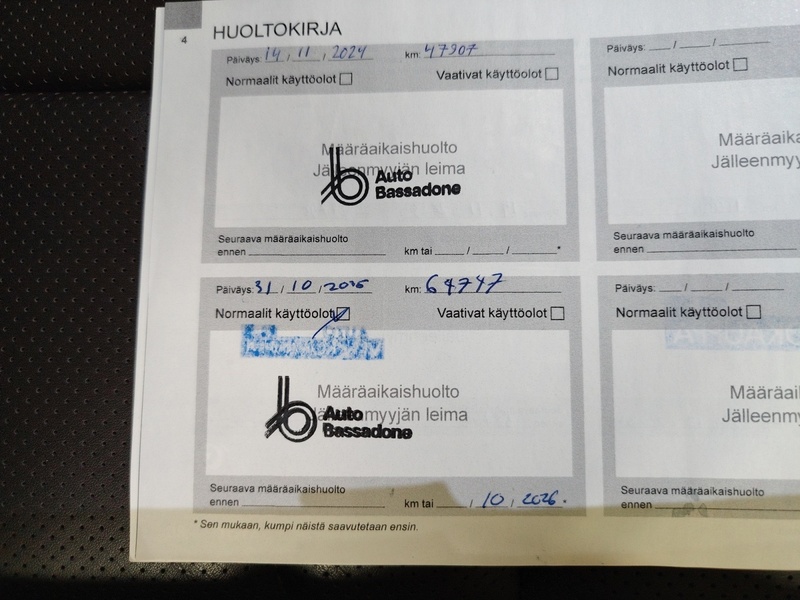 4
HUOLTOKIRJA
Päiväys: 14 / 11 / 2024 km: 47907
Normaalit käyttöolot Vaativat käyttöolot
Määräaikaishuolto
Jälleenmyyjän leima
Auto
Bassadone
Seuraava määräaikaishuolto
ennen km tai / / / *
Päiväys: 31 / 10 / 2025 km: 64747
Normaalit käyttöolot Vaativat käyttöolot
Määräaikaishuolto
Jälleenmyyjän leima
Auto
Bassadone
Seuraava määräaikaishuolto
ennen km tai / 10 / 2026.
* Sen mukaan, kumpi näistä saavutetaan ensin.
Päiväys: / /
Normaalit käyttöolot
Määräaika
Jälleenmyy
Seuraava määräaikaishuolto
ennen
Päiväys: / /
Normaalit käyttöolot
Määräai
Jälleenmy
Seuraava määräaikaishuolto
ennen